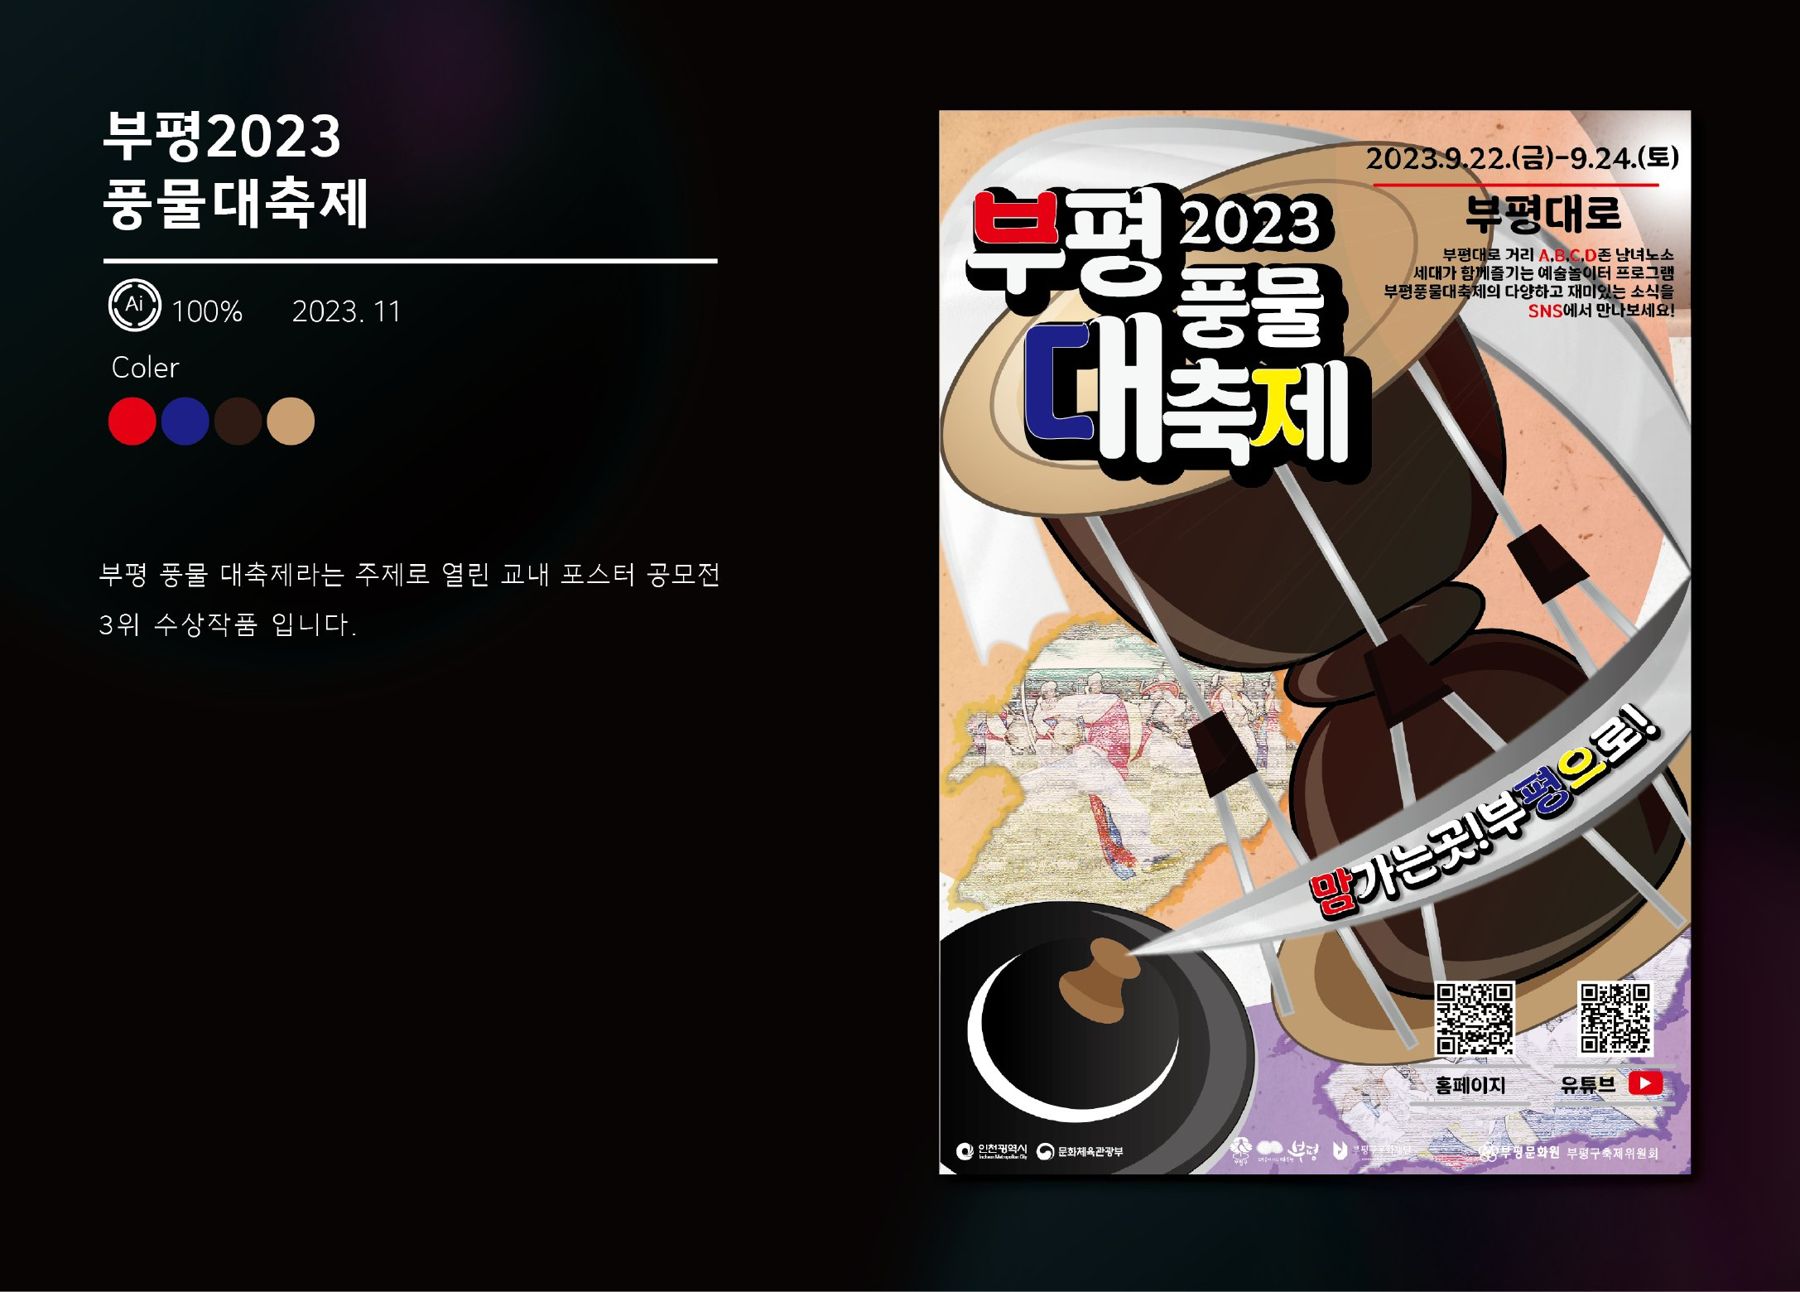 부평2023
풍물대축제
Ai 100% 2023. 11
Coler
부평 풍물 대축제라는 주제로 열린 교내 포스터 공모전
3위 수상작품 입니다.
2023.9.22.(금)-9.24.(토)
부평대로
부평대로 거리 A,B,C,D존 남녀노소
세대가 함께즐기는 예술놀이터 프로그램
부평풍물대축제의 다양하고 재미있는 소식을
SNS에서 만나보세요!
부평 2023
풍물
대축제
맘가는곳!부평으로!
홈페이지 유튜브
인천광역시
Incheon Metropolitan City
문화체육관광부
부평
부평문화원 부평구축제위원회